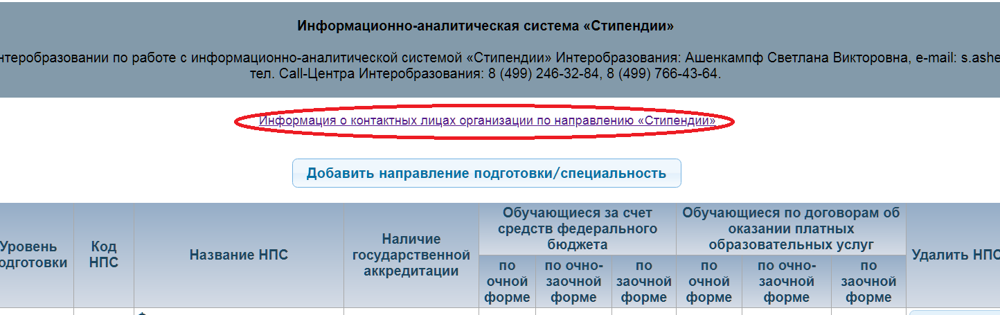 Информационно-аналитическая система «Стипендии»
нтеробразовании по работе с информационно-аналитической системой «Стипендии» Интеробразования: Ашенкампф Светлана Викторовна, e-mail: s.ashe
тел. Call-Центра Интеробразования: 8 (499) 246-32-84, 8 (499) 766-43-64.
Информация о контактных лицах организации по направлению «Стипендии»
Добавить направление подготовки/специальность
Уровень
одготовки
Код
НПС
Название НПС
Наличие
государственной
аккредитации
Обучающиеся за счет
средств федерального
бюджета
по
очной
форме
по очно-
заочной
форме
по
заочной
форме
Обучающиеся по договорам об
оказании платных
образовательных услуг
по
очной
форме
по очно-
заочной
форме
по
заочной
форме
Удалить НПС